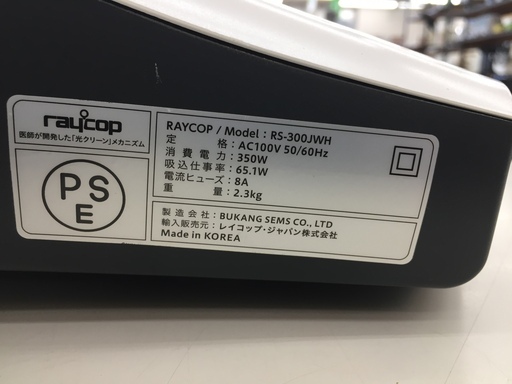 raycop
医師が開発した「光クリーン」メカニズム
PS
E
RAYCOP / Model : RS-300JWH
定 格 : AC100V 50/60Hz
消費電力 : 350W
吸込仕事率 : 65.1W
電流ヒューズ : 8A
重 量 : 2.3kg
製造会社 : BUKANG SEMS CO., LTD
輸入販売元 : レイコップ・ジャパン株式会社
Made in KOREA